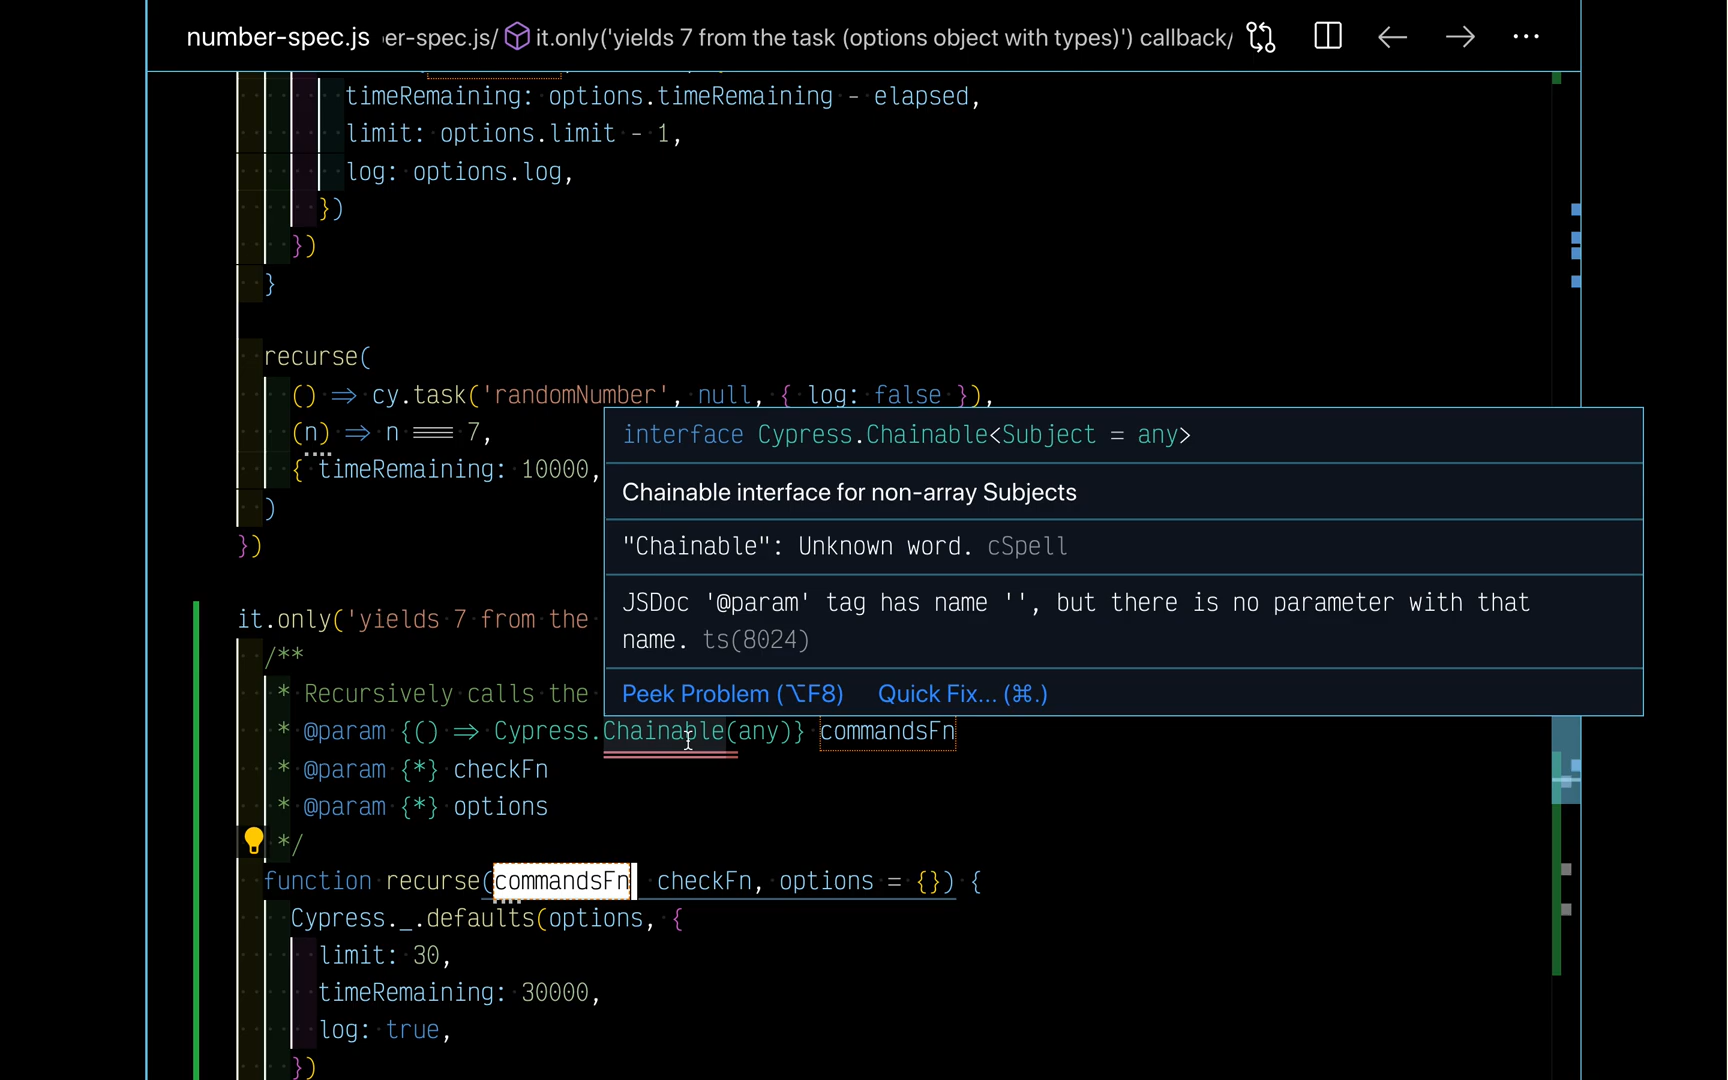 number-spec.js er-spec.js/ it.only('yields 7 from the task (options object with types)') callback/ ← → ···
timeRemaining: options.timeRemaining - elapsed,
limit: options.limit - 1,
log: options.log,
})
})
}
recurse(
() => cy.task('randomNumber', null, { log: false }),
(n) => n === 7,
{ timeRemaining: 10000,
)
})
interface Cypress.Chainable<Subject = any>
Chainable interface for non-array Subjects
"Chainable": Unknown word. cSpell
JSDoc '@param' tag has name '', but there is no parameter with that
name. ts(8024)
Peek Problem (⌥F8) Quick Fix... (⌘.)
it.only('yields 7 from the
/**
* Recursively calls the
* @param {() => Cypress.Chainable(any)} commandsFn
* @param {*} checkFn
* @param {*} options
*/
function recurse(commandsFn checkFn, options = {}) {
Cypress._.defaults(options, {
limit: 30,
timeRemaining: 30000,
log: true,
})